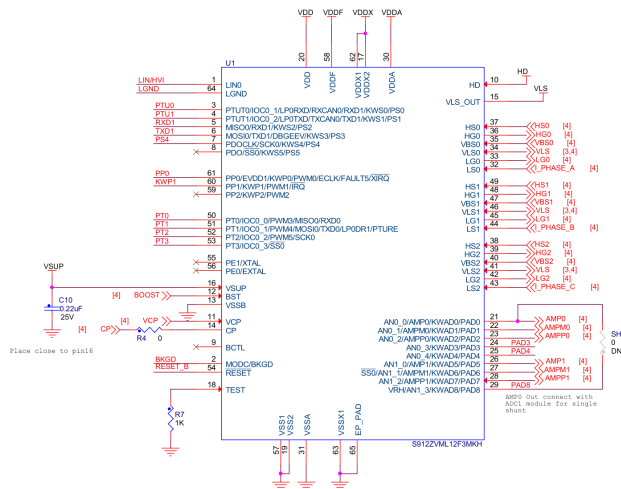 VDD VDDF VDDX VDDA
20 58 62 17 30
U1
VDD VDDF VDDX1 VDDX2 VDDA
LIN/HVI 1 LIN0
LGND 64 LGND
HD 10 HD
VLS_OUT 15 VLS
PTU0 3 PTUT0/IOC0_1/LP0RXD/RXCAN0/RXD1/KWS0/PS0
PTU1 4 PTUT1/IOC0_2/LP0TXD/TXCAN0/TXD1/KWS1/PS1
RXD1 5 MISO0/RXD1/KWS2/PS2
TXD1 6 MOSI0/TXD1/DBGEEV/KWS3/PS3
PS4 7 PDOCLK/SCK0/KWS4/PS4
8 PDO/SS0/KWS5/PS5
HS0 37 HS0 [4]
HG0 36 HG0 [4]
VBS0 35 VBS0 [4]
VLS0 34 VLS [3,4]
LG0 33 LG0 [4]
LS0 32 I_PHASE_A [4]
PP0 61 PP0/EVDD1/KWP0/PWM0/ECLK/FAULT5/XIRQ
KWP1 60 PP1/KWP1/PWM1/IRQ
59 PP2/KWP2/PWM2
HS1 49 HS1 [4]
HG1 48 HG1 [4]
VBS1 47 VBS1 [4]
VLS1 46 VLS [3,4]
LG1 45 LG1 [4]
LS1 44 I_PHASE_B [4]
PT0 50 PT0/IOC0_0/PWM3/MISO0/RXD0
PT1 51 PT1/IOC0_1/PWM4/MOSI0/TXD0/LP0DR1/PTURE
PT2 52 PT2/IOC0_2/PWM5/SCK0
PT3 53 PT3/IOC0_3/SS0
HS2 38 HS2 [4]
HG2 39 HG2 [4]
VBS2 40 VBS2 [4]
VLS2 41 VLS [3,4]
LG2 42 LG2 [4]
LS2 43 I_PHASE_C [4]
55 PE1/XTAL
56 PE0/EXTAL
VSUP
16 VSUP
[4] BOOST 12 BST
13 VSSB
C10
0.22uF
25V
VCP 11 VCP
[4] CP 14 CP
R4 0
Place close to pin16
9 BCTL
BKGD 2 MODC/BKGD
RESET_B 54 RESET
18 TEST
R7
1K
AN0_0/AMP0/KWAD0/PAD0 21 AMP0 [4]
AN0_1/AMPM0/KWAD1/PAD1 22 AMPM0 [4]
AN0_2/AMPP0/KWAD2/PAD2 23 AMPP0 [4]
AN0_3/KWAD3/PAD3 24 PAD3
AN0_4/KWAD4/PAD4 25 PAD4
AN1_0/AMP1/KWAD5/PAD5 26 AMP1 [4]
SS0/AN1_1/AMPM1/KWAD6/PAD6 27 AMPM1 [4]
AN1_2/AMPP1/KWAD7/PAD7 28 AMPP1 [4]
VRH/AN1_3/KWAD8/PAD8 29 PAD8
SH
0
DN
AMP0 Out connect with
ADC1 module for single
shunt
VSS1 VSS2 VSSA VSSX1 EP_PAD
57 19 31 63 65
S912ZVML12F3MKH